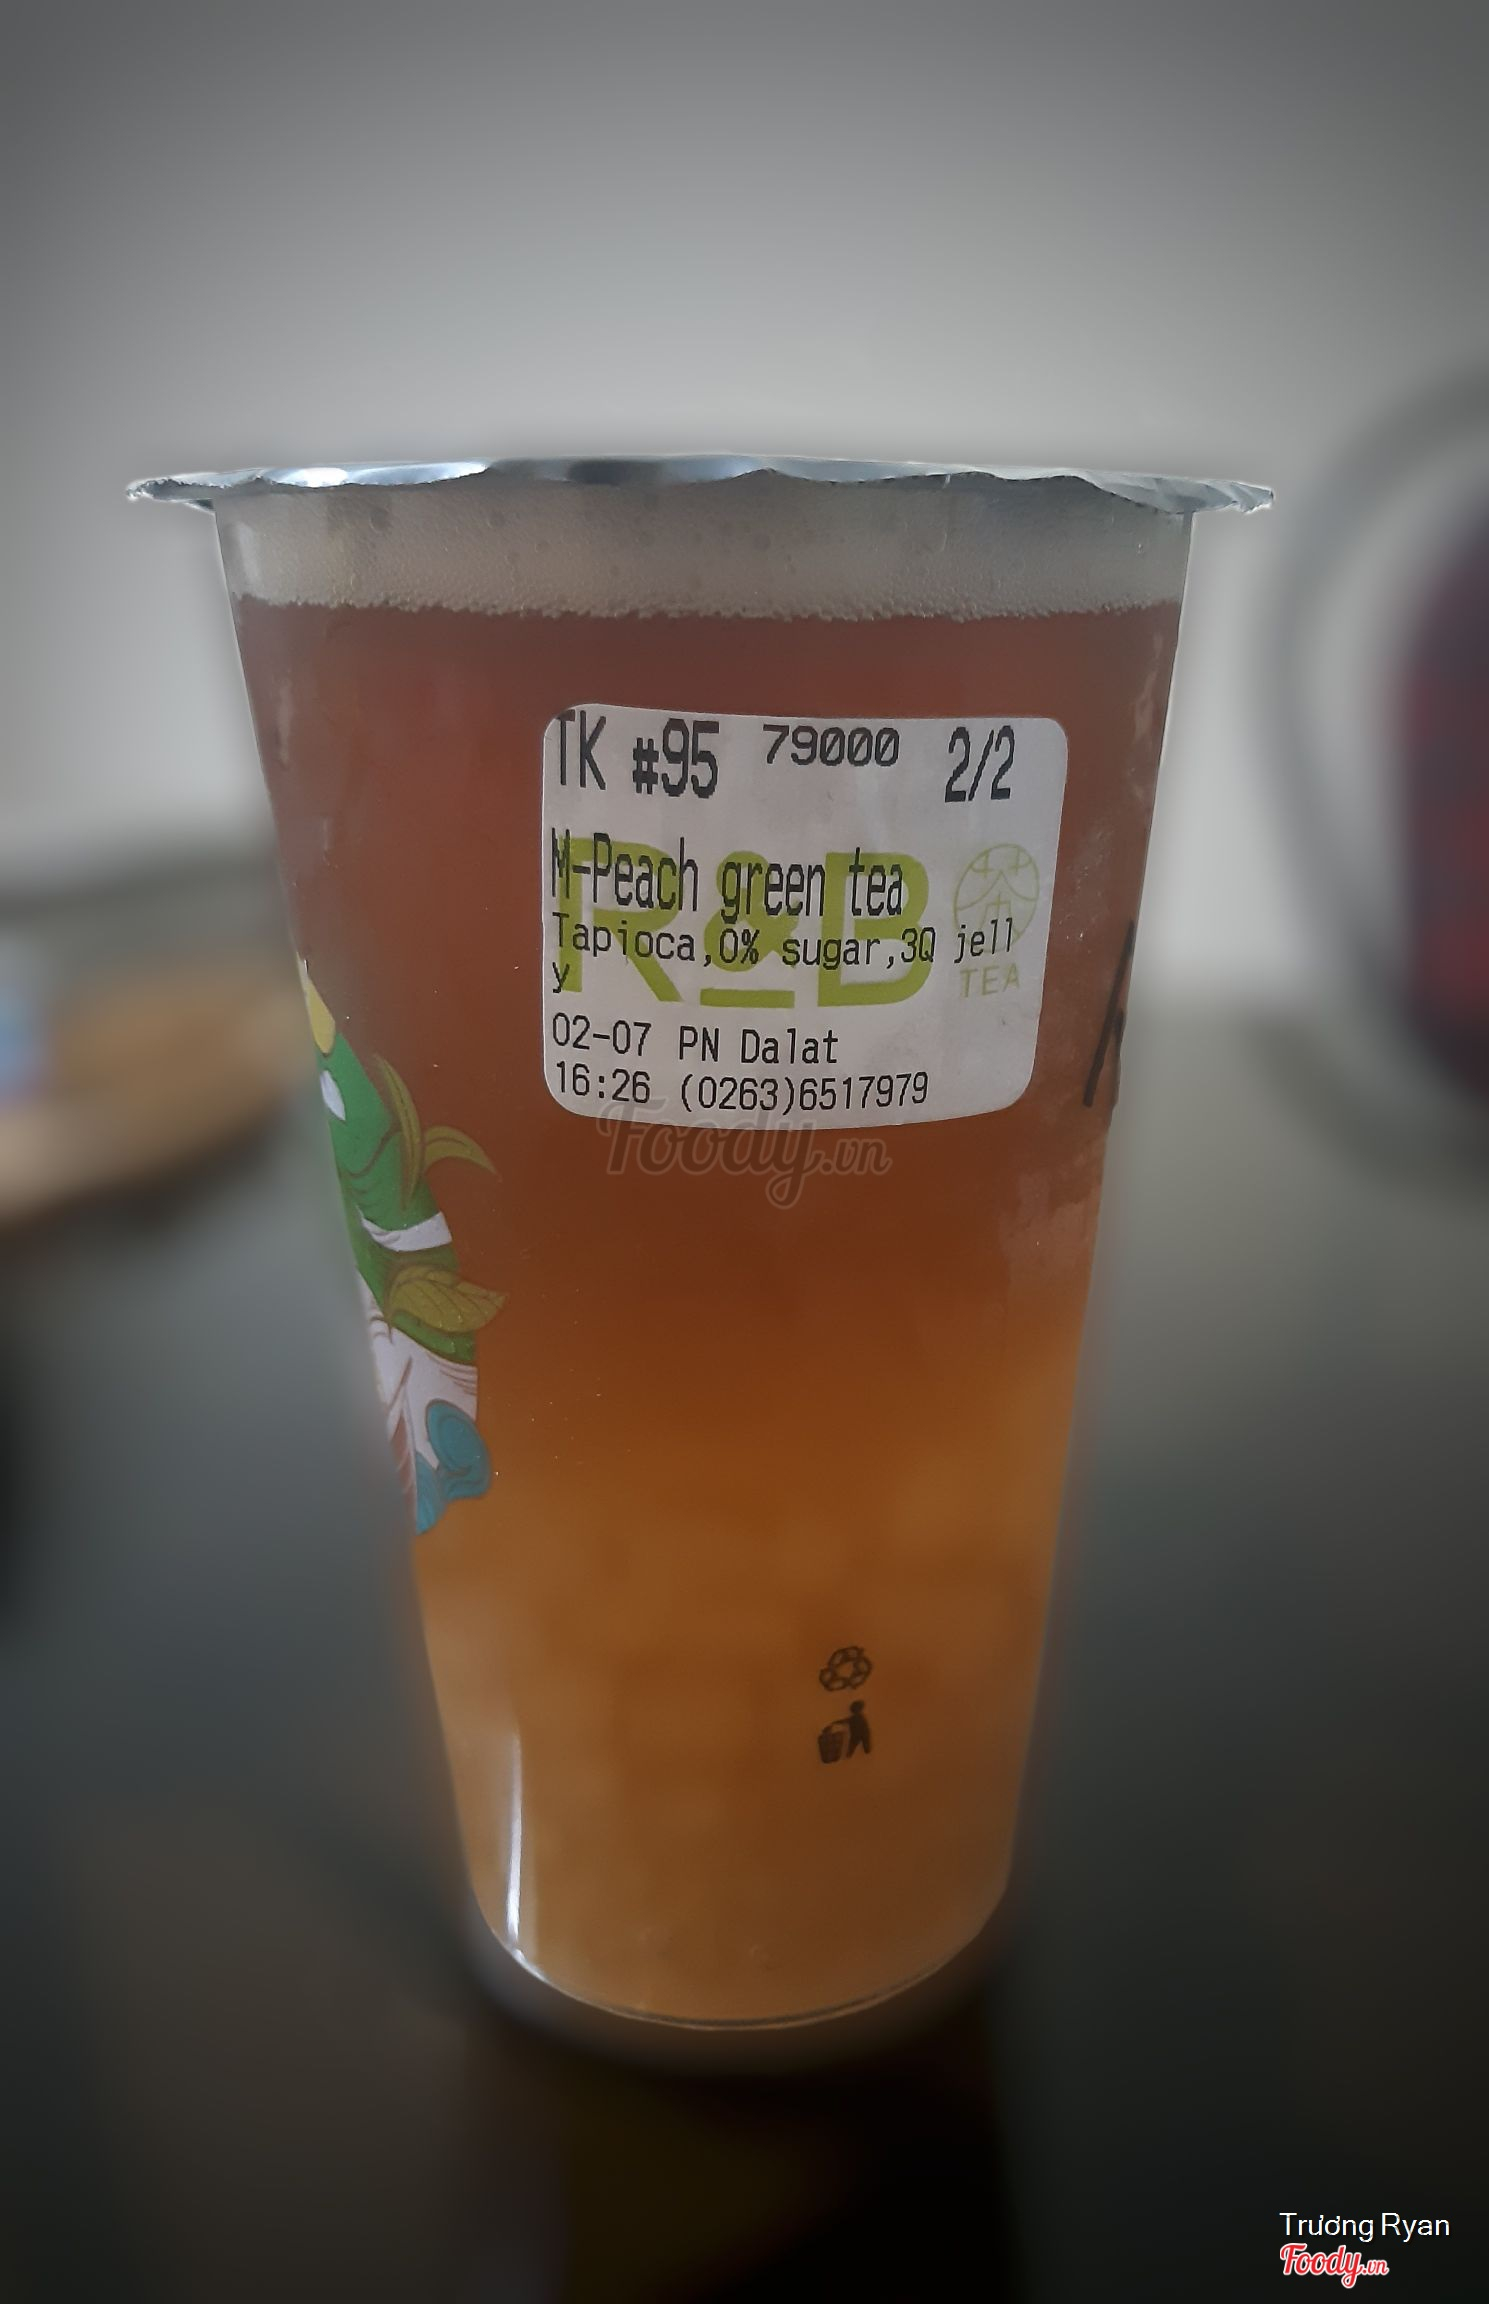 TK #95 79000 2/2
R&B
TEA
M-Peach green tea
Tapioca,0% sugar,3Q jell
y
02-07 PN Dalat
16:26 (0263)6517979
Foody.vn
Trương Ryan
Foody.vn